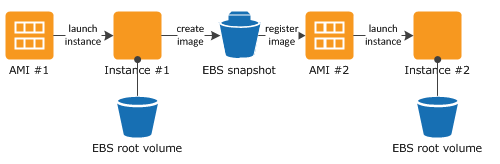 launch
instance
create
image
register
image
launch
instance
AMI #1
Instance #1
EBS snapshot
AMI #2
Instance #2
EBS root volume
EBS root volume